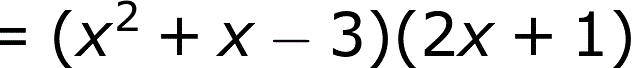 = (x² + x − 3)(2x + 1)